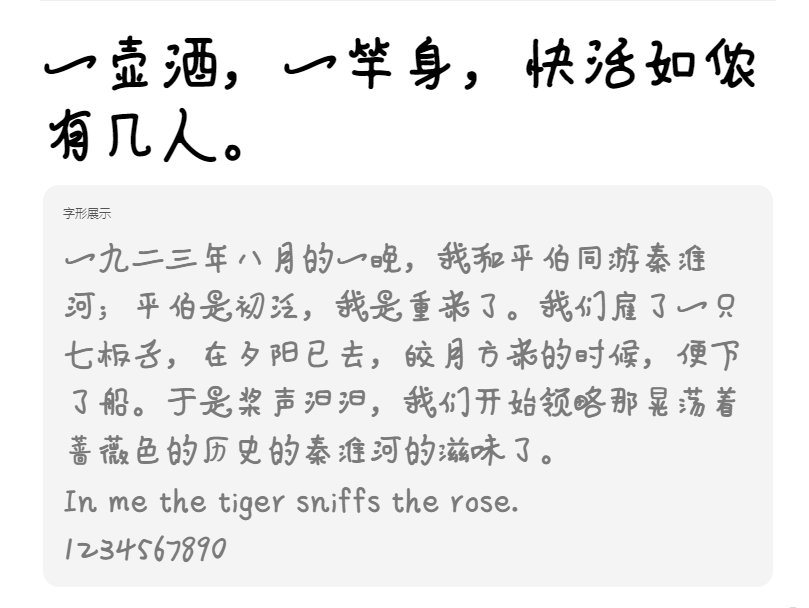 一壶酒，一竿身，快活如侬
有几人。
字形展示
一九二三年八月的一晚，我和平伯同游秦淮
河；平伯是初泛，我是重来了。我们雇了一只
七板子，在夕阳已去，皎月方来的时候，便下
了船。于是桨声汩汩，我们开始领略那晃荡着
蔷薇色的历史的秦淮河的滋味了。
In me the tiger sniffs the rose.
1234567890